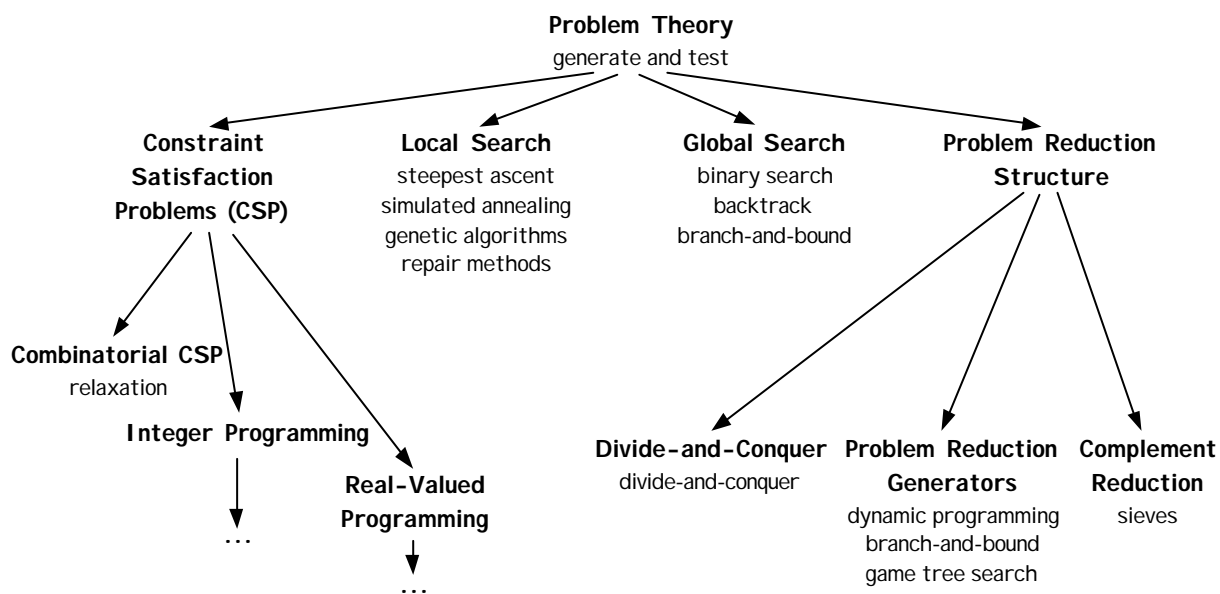 Problem Theory
generate and test
Constraint
Satisfaction
Problems (CSP)
Local Search
steepest ascent
simulated annealing
genetic algorithms
repair methods
Global Search
binary search
backtrack
branch-and-bound
Problem Reduction
Structure
Combinatorial CSP
relaxation
Integer Programming
...
Real-Valued
Programming
...
Divide-and-Conquer
divide-and-conquer
Problem Reduction
Generators
dynamic programming
branch-and-bound
game tree search
Complement
Reduction
sieves